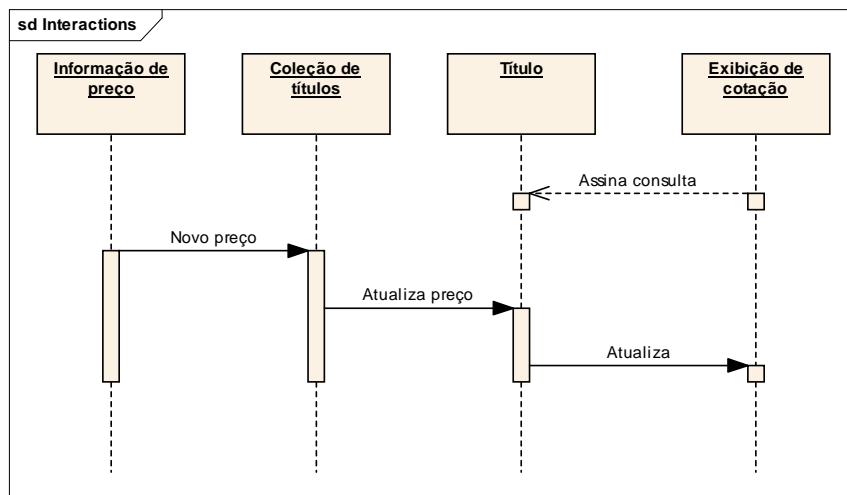 sd Interactions
Informação de
preço
Coleção de
títulos
Título
Exibição de
cotação
Assina consulta
Novo preço
Atualiza preço
Atualiza